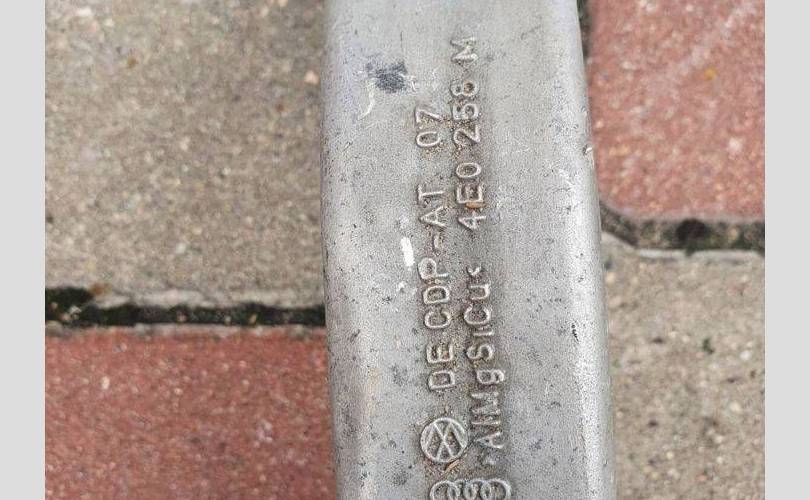 DE CDP-AT 07
>AlMgSiCu< 4E0 258 M